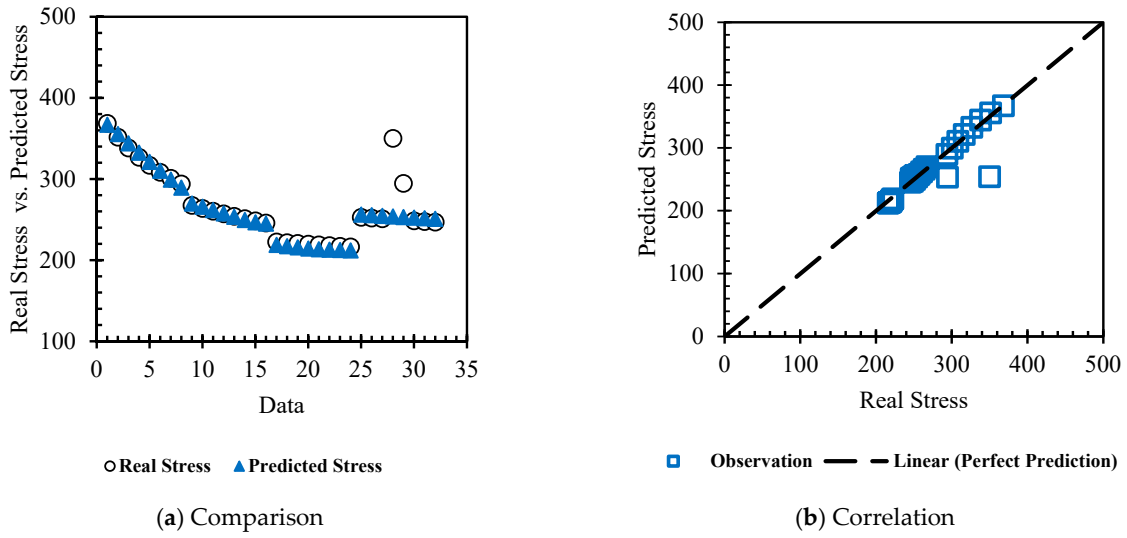 Real Stress vs. Predicted Stress
500
400
300
200
100
0 5 10 15 20 25 30 35
Data
Real Stress Predicted Stress
(a) Comparison
Predicted Stress
500
400
300
200
100
0
0 100 200 300 400 500
Real Stress
Observation Linear (Perfect Prediction)
(b) Correlation